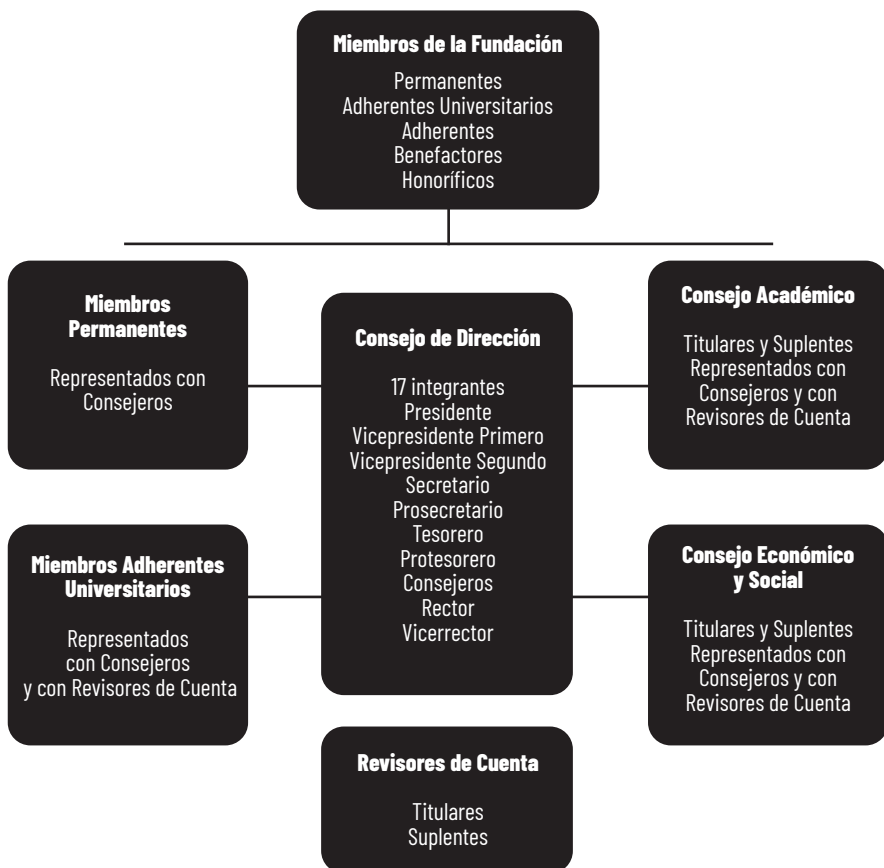 Miembros de la Fundación
Permanentes
Adherentes Universitarios
Adherentes
Benefactores
Honoríficos
Miembros
Permanentes
Representados con
Consejeros
Consejo de Dirección
17 integrantes
Presidente
Vicepresidente Primero
Vicepresidente Segundo
Secretario
Prosecretario
Tesorero
Protesorero
Consejeros
Rector
Vicerrector
Consejo Académico
Titulares y Suplentes
Representados con
Consejeros y con
Revisores de Cuenta
Miembros Adherentes
Universitarios
Representados
con Consejeros
y con Revisores de Cuenta
Consejo Económico
y Social
Titulares y Suplentes
Representados con
Consejeros y con
Revisores de Cuenta
Revisores de Cuenta
Titulares
Suplentes